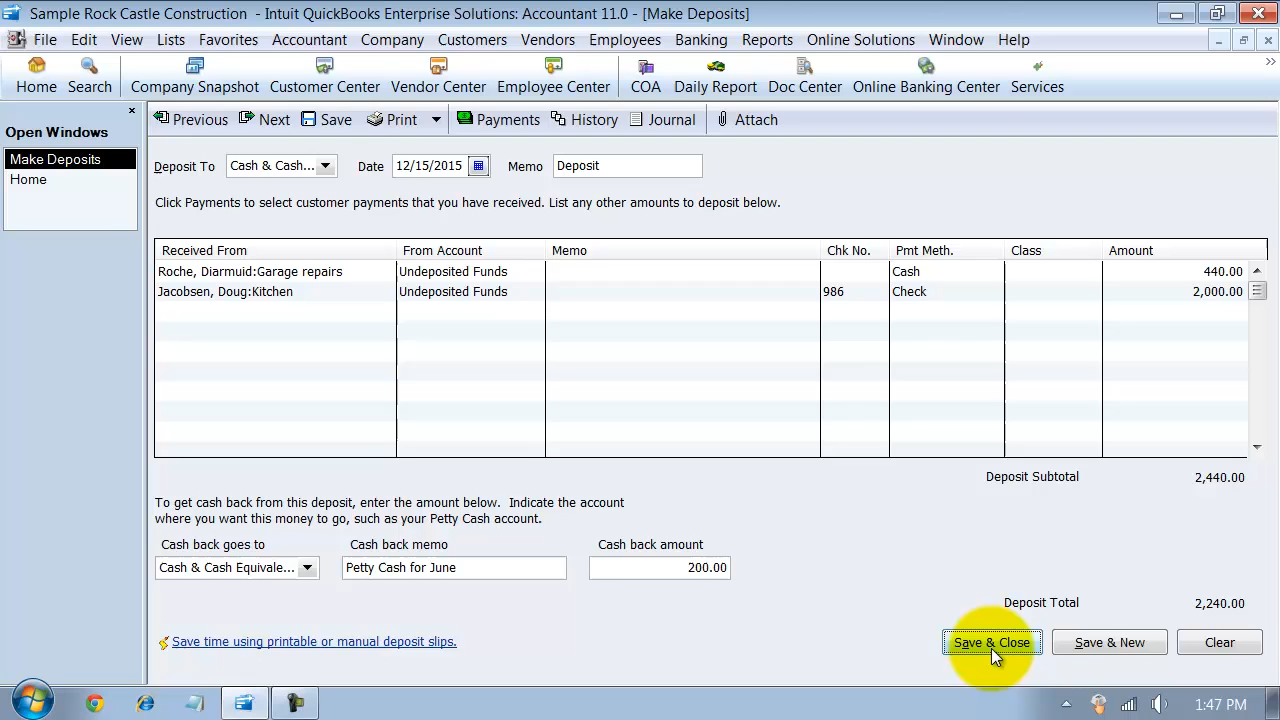 Sample Rock Castle Construction - Intuit QuickBooks Enterprise Solutions: Accountant 11.0 - [Make Deposits]
File Edit View Lists Favorites Accountant Company Customers Vendors Employees Banking Reports Online Solutions Window Help
Home Search Company Snapshot Customer Center Vendor Center Employee Center COA Daily Report Doc Center Online Banking Center Services
Open Windows
Make Deposits
Home
Previous Next Save Print Payments History Journal Attach
Deposit To Cash & Cash... Date 12/15/2015 Memo Deposit
Click Payments to select customer payments that you have received. List any other amounts to deposit below.
Received From From Account Memo Chk No. Pmt Meth. Class Amount
Roche, Diarmuid:Garage repairs Undeposited Funds Cash 440.00
Jacobsen, Doug:Kitchen Undeposited Funds 986 Check 2,000.00
Deposit Subtotal 2,440.00
To get cash back from this deposit, enter the amount below. Indicate the account
where you want this money to go, such as your Petty Cash account.
Cash back goes to Cash back memo Cash back amount
Cash & Cash Equivale... Petty Cash for June 200.00
Deposit Total 2,240.00
Save time using printable or manual deposit slips. Save & Close Save & New Clear
1:47 PM